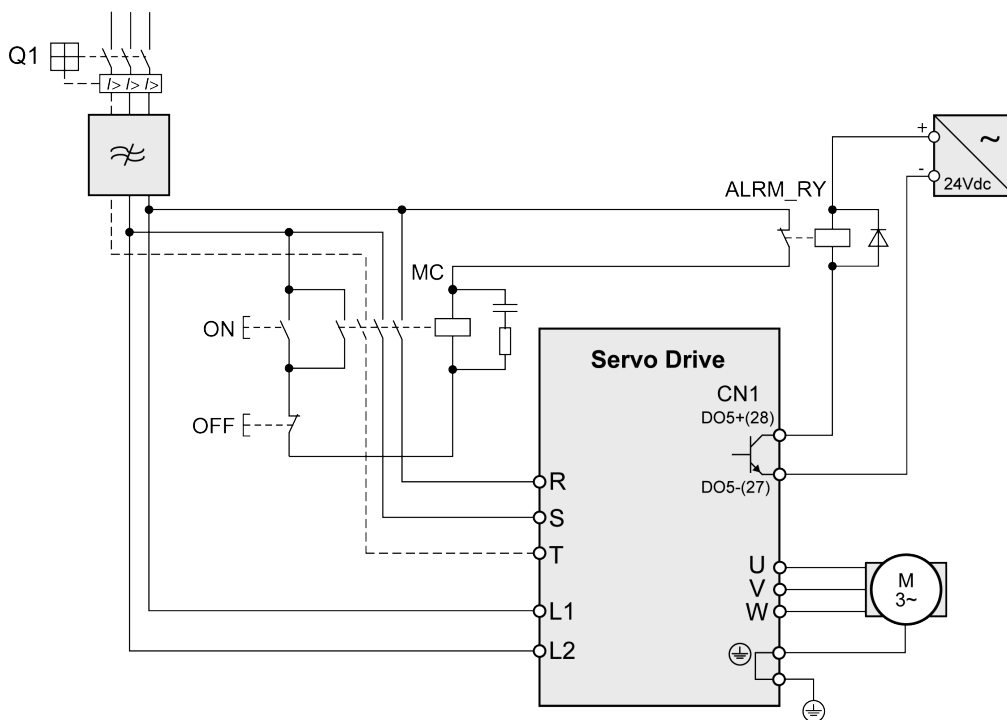 Q1
I> I> I>
+
~
-
24Vdc
ALRM_RY
MC
ON
Servo Drive
CN1
DO5+(28)
OFF
R
DO5-(27)
S
T
U
M
3~
V
W
L1
L2